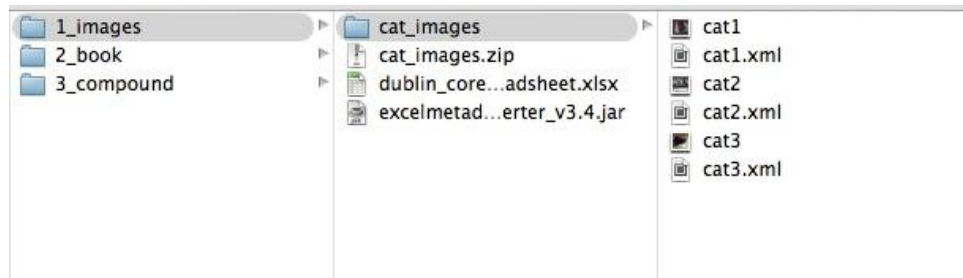 1_images
2_book
3_compound
cat_images
cat_images.zip
dublin_core...adsheet.xlsx
excelmetad...erter_v3.4.jar
cat1
cat1.xml
cat2
cat2.xml
cat3
cat3.xml